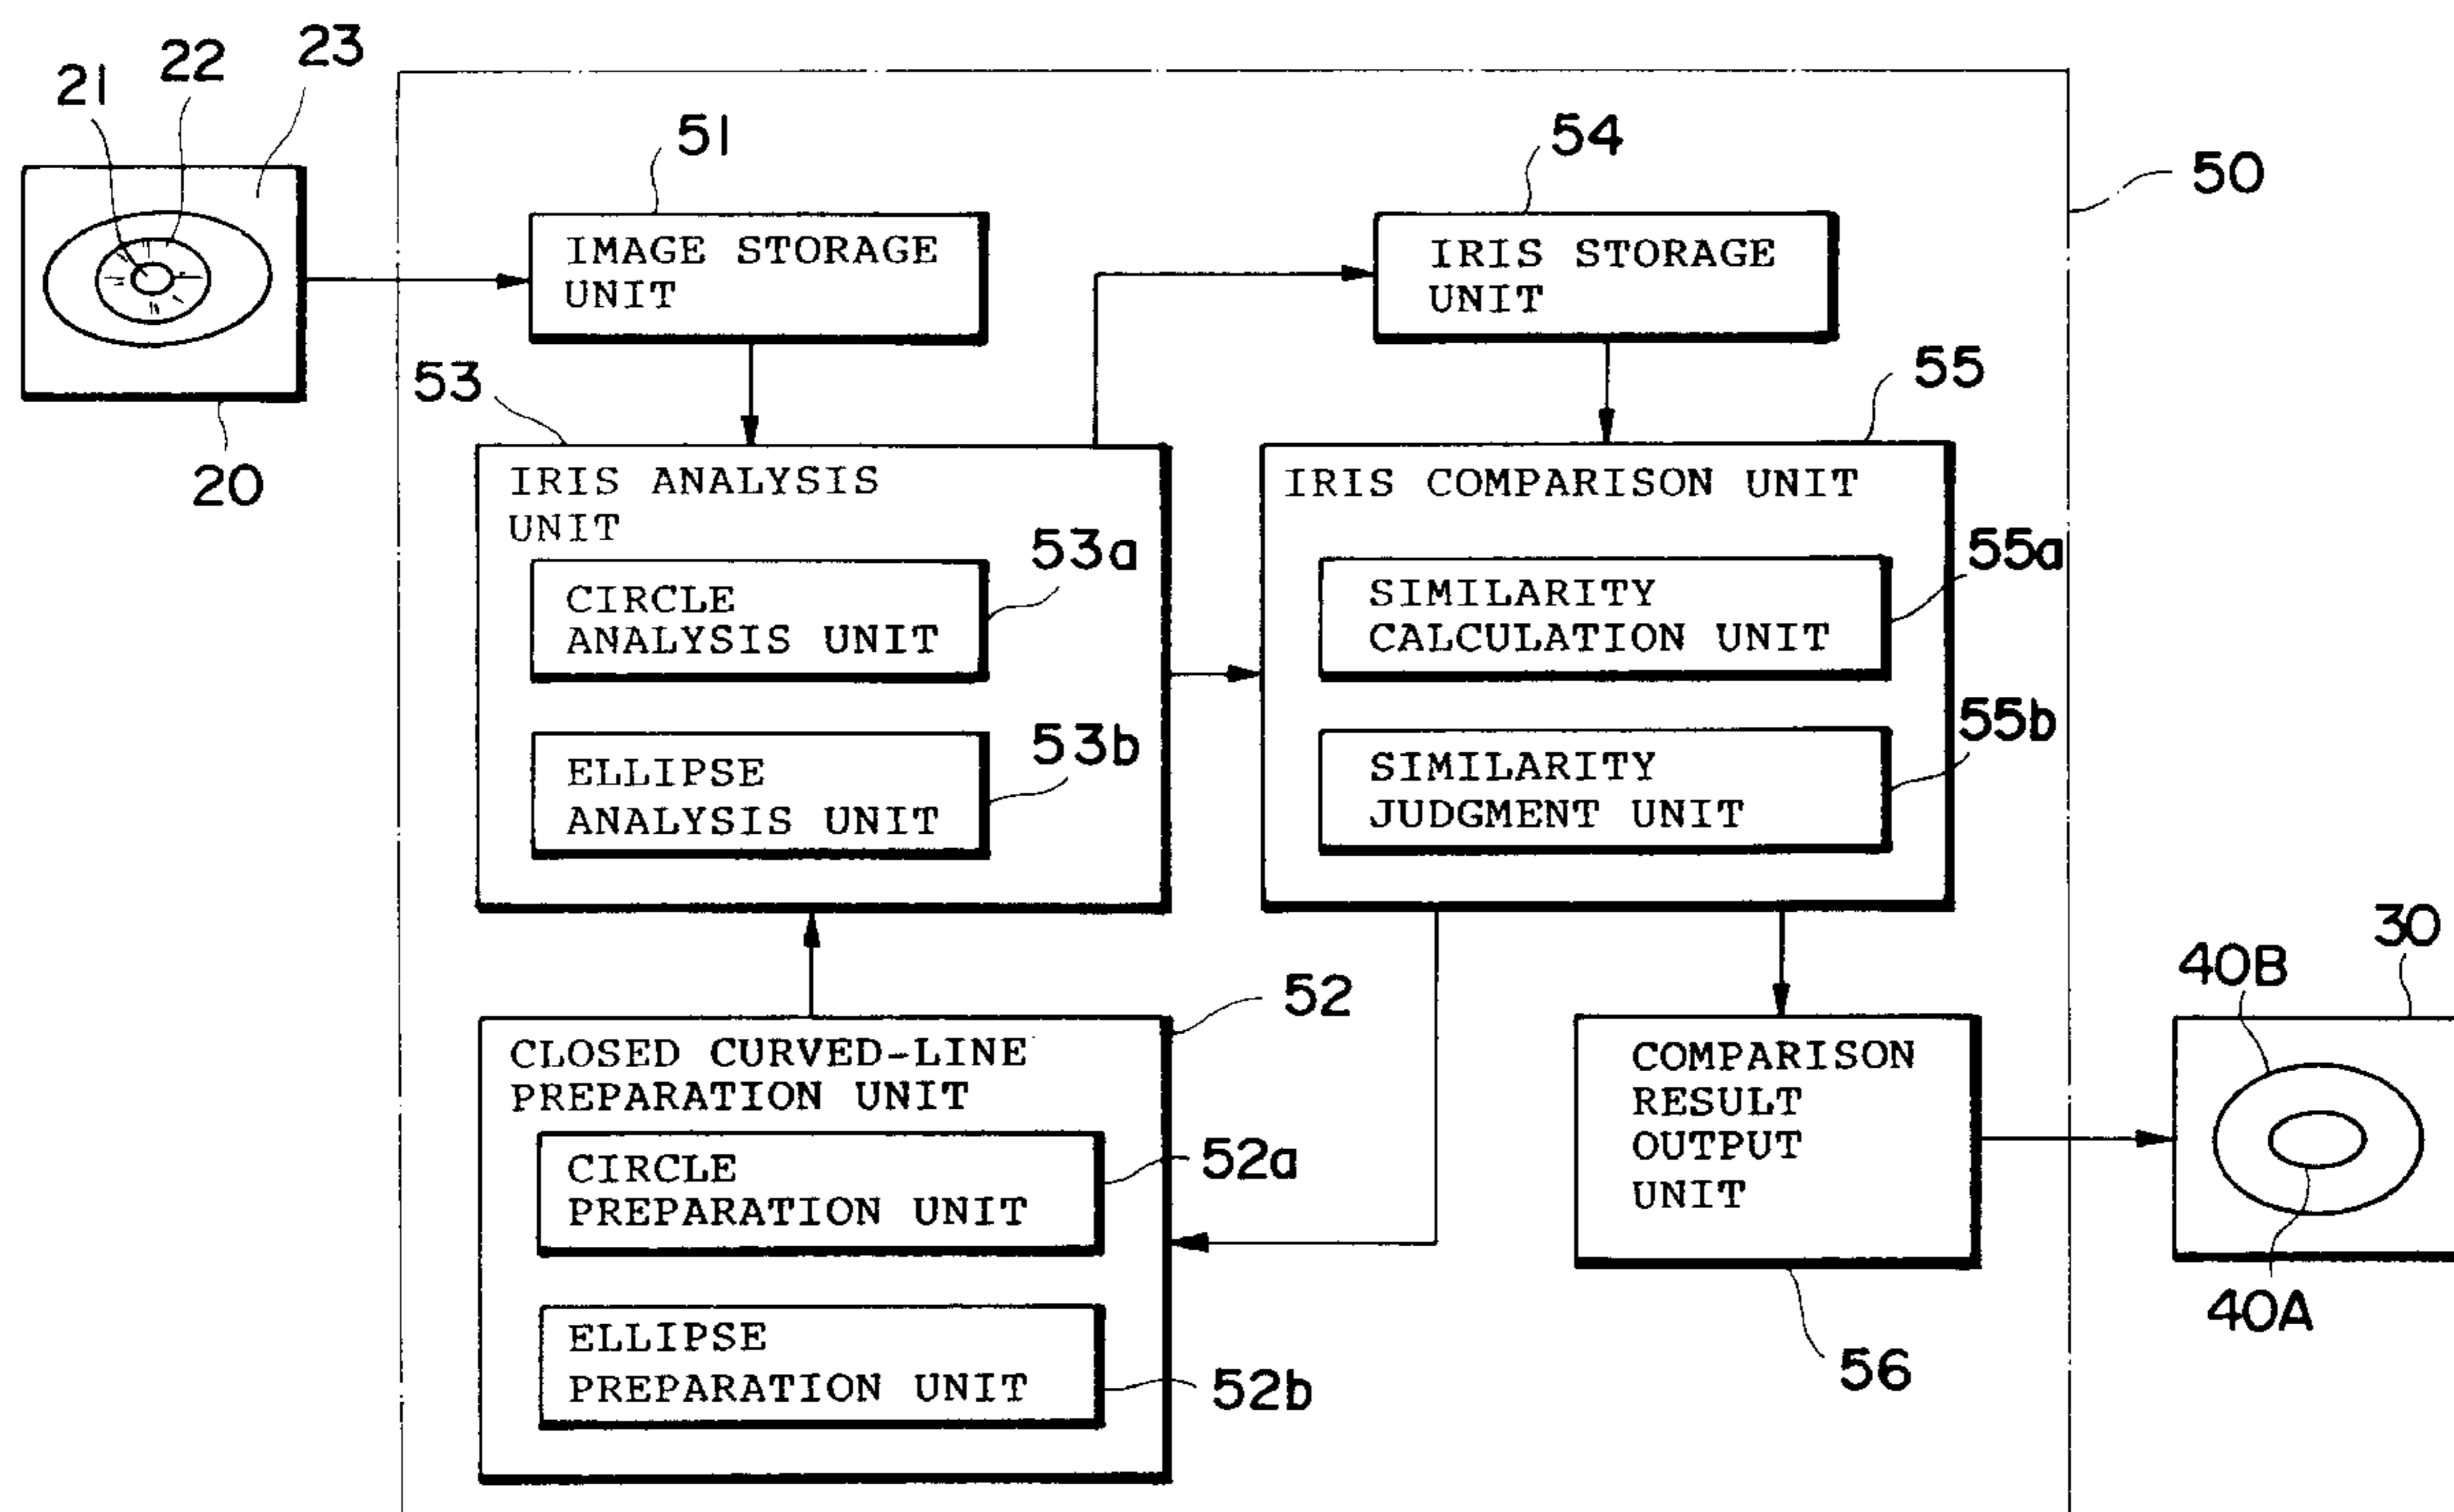 21
22
23
20
50
51
IMAGE STORAGE
UNIT
54
IRIS STORAGE
UNIT
53
IRIS ANALYSIS
UNIT
53a
CIRCLE
ANALYSIS UNIT
53b
ELLIPSE
ANALYSIS UNIT
55
IRIS COMPARISON UNIT
55a
SIMILARITY
CALCULATION UNIT
55b
SIMILARITY
JUDGMENT UNIT
52
CLOSED CURVED-LINE
PREPARATION UNIT
52a
CIRCLE
PREPARATION UNIT
52b
ELLIPSE
PREPARATION UNIT
COMPARISON
RESULT
OUTPUT
UNIT
56
30
40B
40A